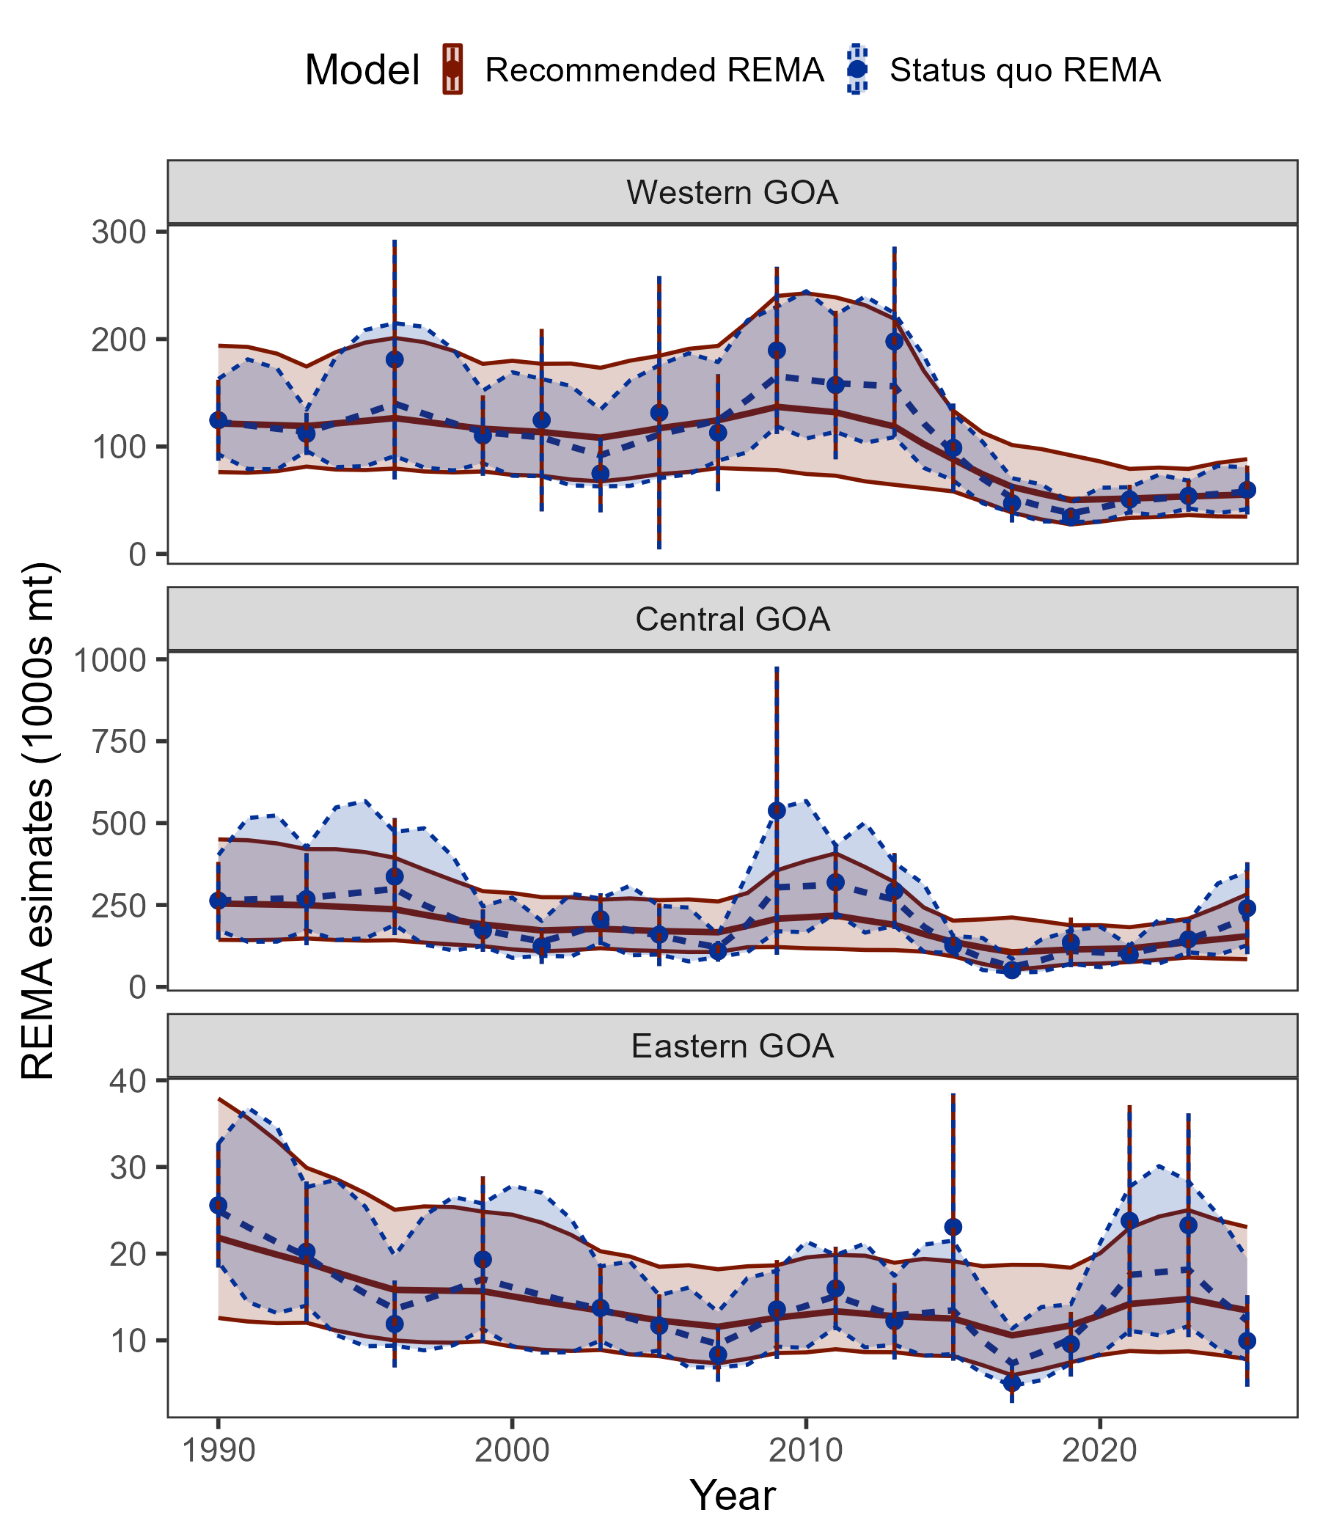 Model Recommended REMA Status quo REMA
Western GOA
300
200
100
0
Central GOA
1000
750
500
250
0
Eastern GOA
40
30
20
10
REMA esimates (1000s mt)
1990 2000 2010 2020
Year